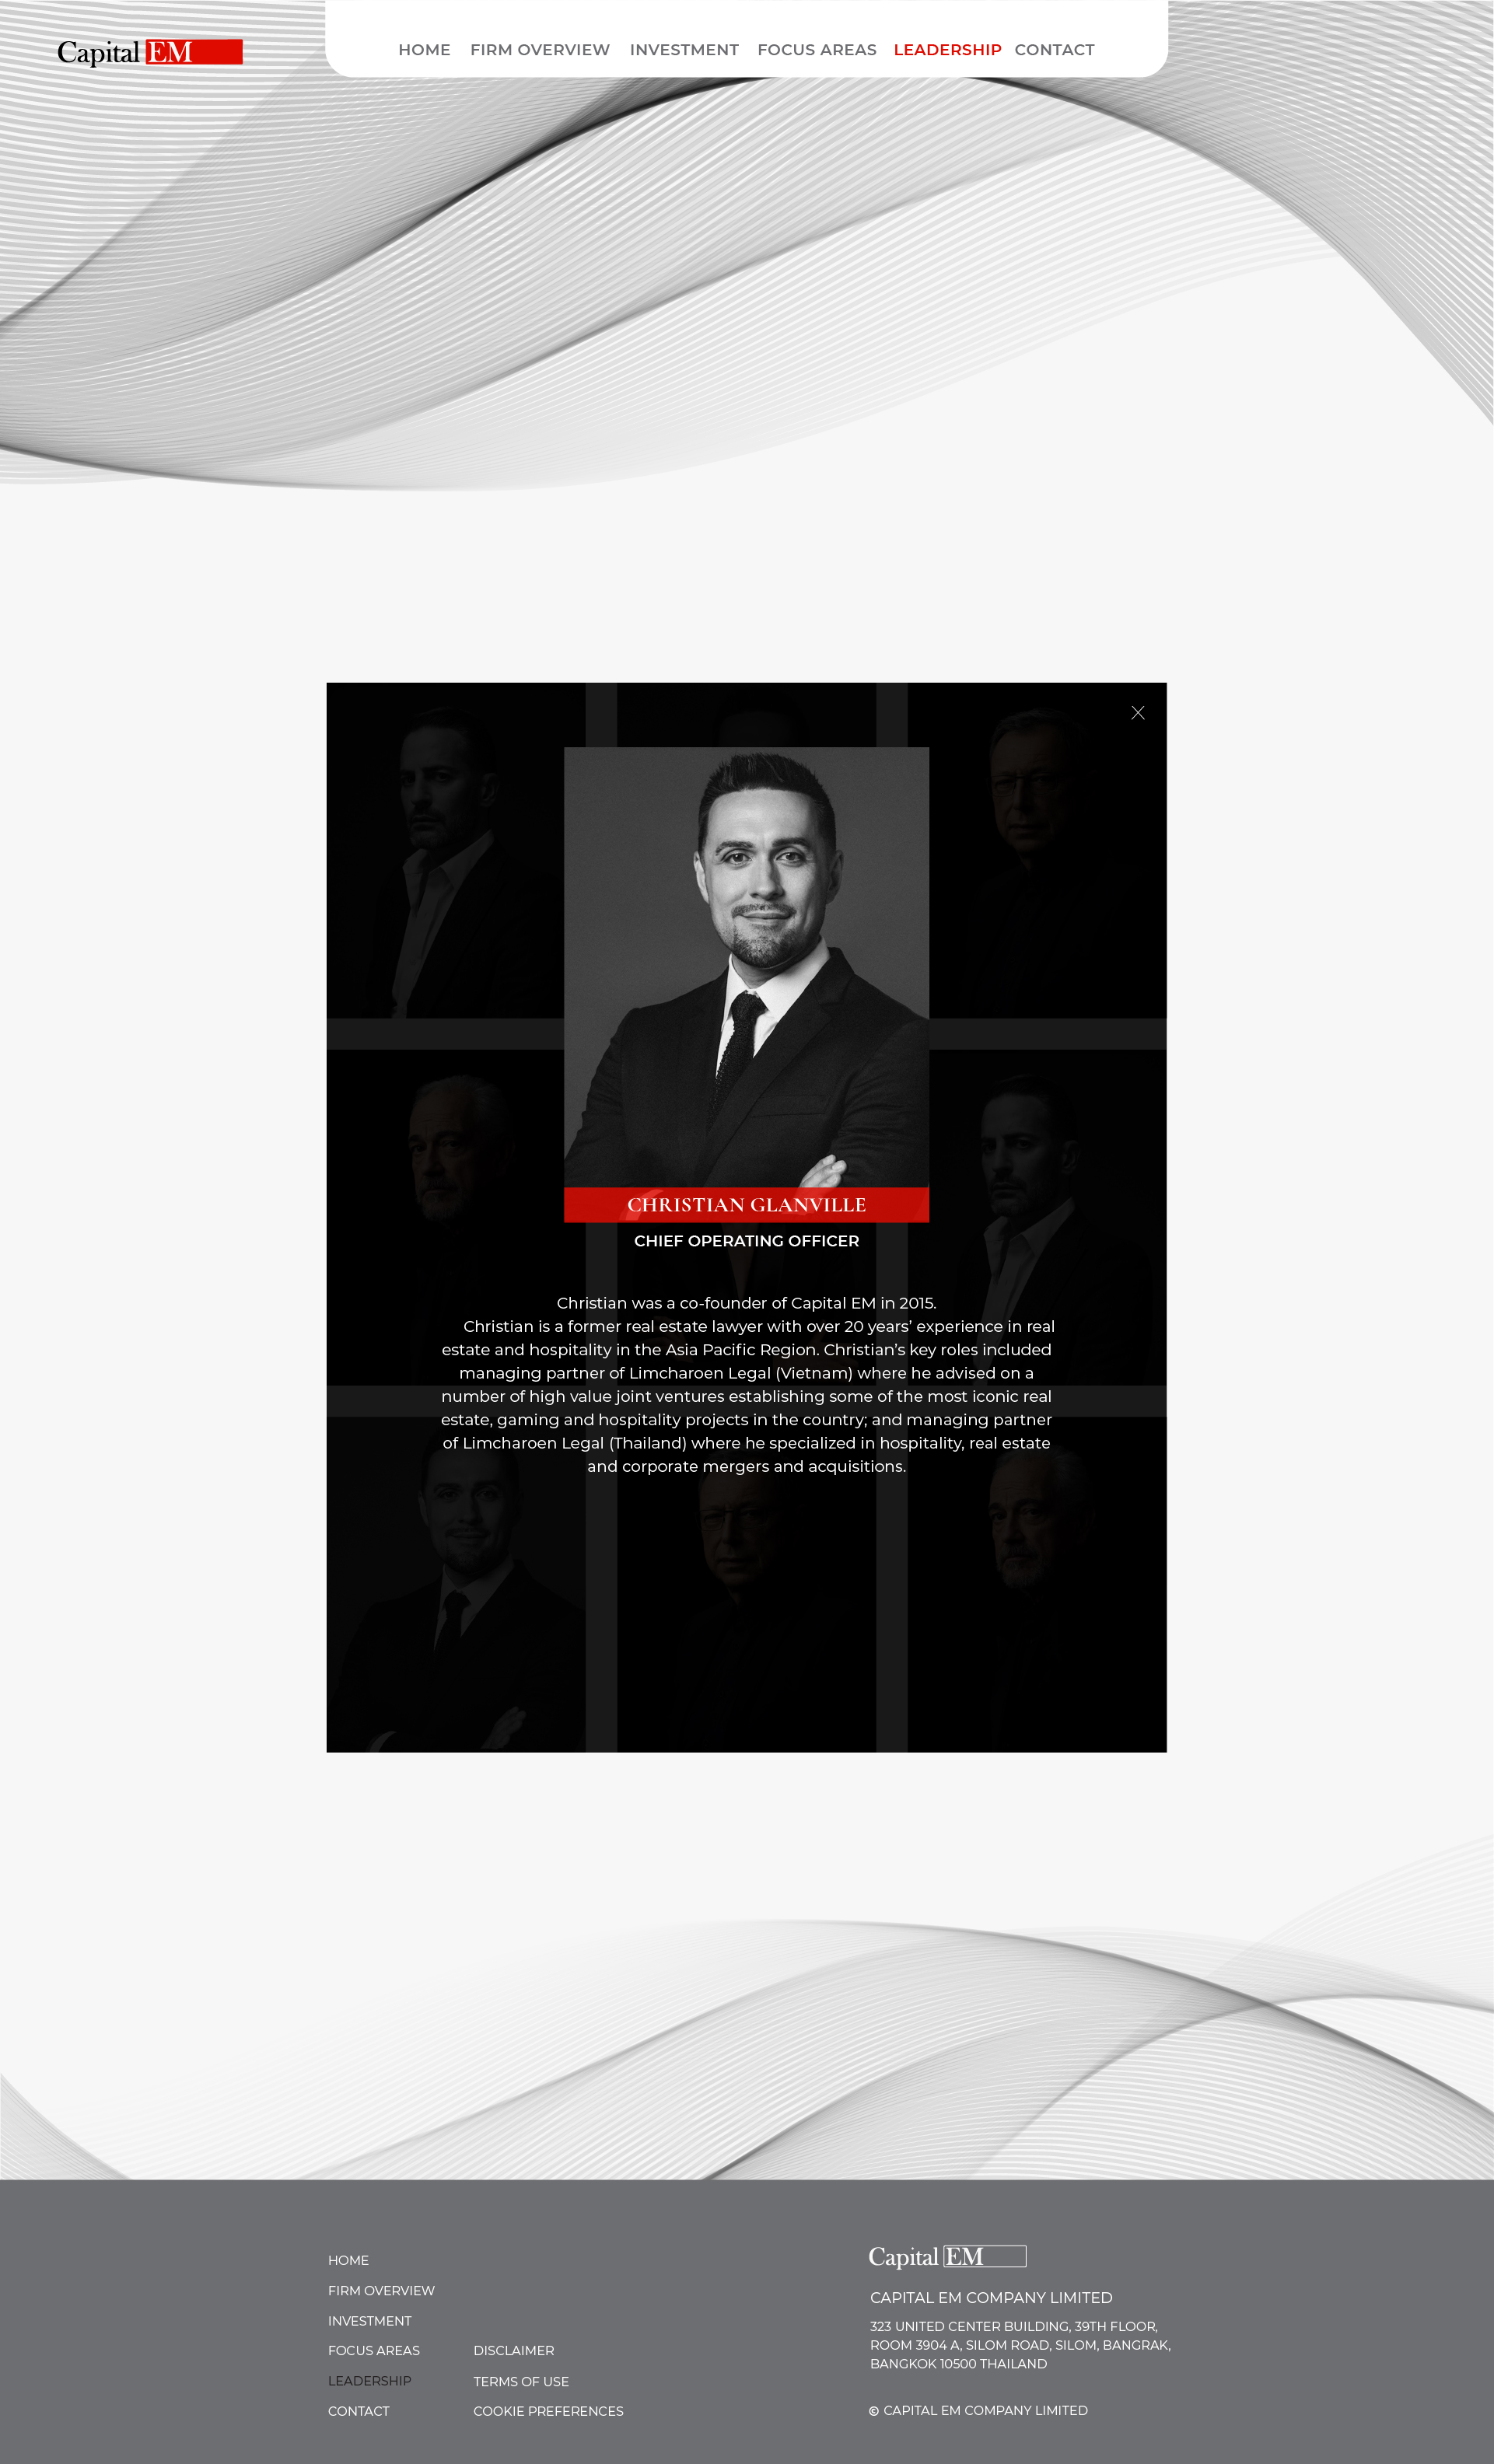 Capital EM
HOME FIRM OVERVIEW INVESTMENT FOCUS AREAS LEADERSHIP CONTACT
CHRISTIAN GLANVILLE
CHIEF OPERATING OFFICER
Christian was a co-founder of Capital EM in 2015.
Christian is a former real estate lawyer with over 20 years’ experience in real
estate and hospitality in the Asia Pacific Region. Christian’s key roles included
managing partner of Limcharoen Legal (Vietnam) where he advised on a
number of high value joint ventures establishing some of the most iconic real
estate, gaming and hospitality projects in the country; and managing partner
of Limcharoen Legal (Thailand) where he specialized in hospitality, real estate
and corporate mergers and acquisitions.
HOME
FIRM OVERVIEW
INVESTMENT
FOCUS AREAS
LEADERSHIP
CONTACT
DISCLAIMER
TERMS OF USE
COOKIE PREFERENCES
Capital EM
CAPITAL EM COMPANY LIMITED
323 UNITED CENTER BUILDING, 39TH FLOOR,
ROOM 3904 A, SILOM ROAD, SILOM, BANGRAK,
BANGKOK 10500 THAILAND
© CAPITAL EM COMPANY LIMITED